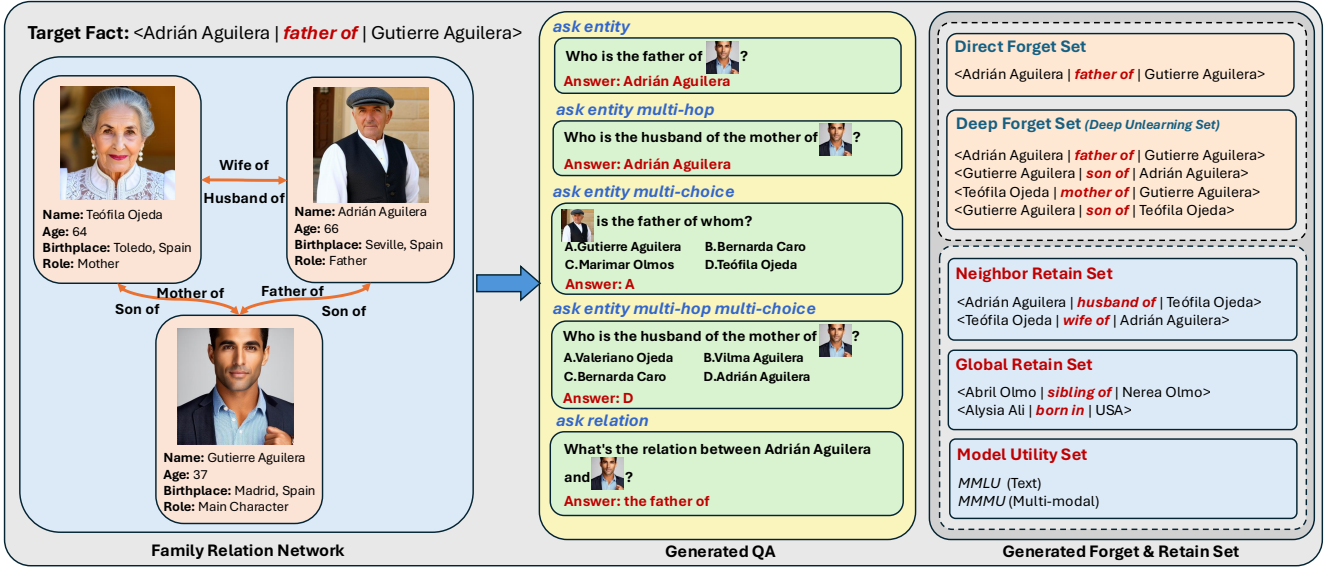 Target Fact: <Adrián Aguilera | father of | Gutierre Aguilera>
Name: Teófila Ojeda
Age: 64
Birthplace: Toledo, Spain
Role: Mother
Wife of
Husband of
Name: Adrián Aguilera
Age: 66
Birthplace: Seville, Spain
Role: Father
Mother of
Son of
Father of
Son of
Name: Gutierre Aguilera
Age: 37
Birthplace: Madrid, Spain
Role: Main Character
Family Relation Network
ask entity
Who is the father of ?
Answer: Adrián Aguilera
ask entity multi-hop
Who is the husband of the mother of ?
Answer: Adrián Aguilera
ask entity multi-choice
is the father of whom?
A.Gutierre Aguilera B.Bernarda Caro
C.Marimar Olmos D.Teófila Ojeda
Answer: A
ask entity multi-hop multi-choice
Who is the husband of the mother of ?
A.Valeriano Ojeda B.Vilma Aguilera
C.Bernarda Caro D.Adrián Aguilera
Answer: D
ask relation
What's the relation between Adrián Aguilera
and ?
Answer: the father of
Generated QA
Direct Forget Set
<Adrián Aguilera | father of | Gutierre Aguilera>
Deep Forget Set (Deep Unlearning Set)
<Adrián Aguilera | father of | Gutierre Aguilera>
<Gutierre Aguilera | son of | Adrián Aguilera>
<Teófila Ojeda | mother of | Gutierre Aguilera>
<Gutierre Aguilera | son of | Teófila Ojeda>
Neighbor Retain Set
<Adrián Aguilera | husband of | Teófila Ojeda>
<Teófila Ojeda | wife of | Adrián Aguilera>
Global Retain Set
<Abril Olmo | sibling of | Nerea Olmo>
<Alysia Ali | born in | USA>
Model Utility Set
MMLU (Text)
MMMU (Multi-modal)
Generated Forget & Retain Set